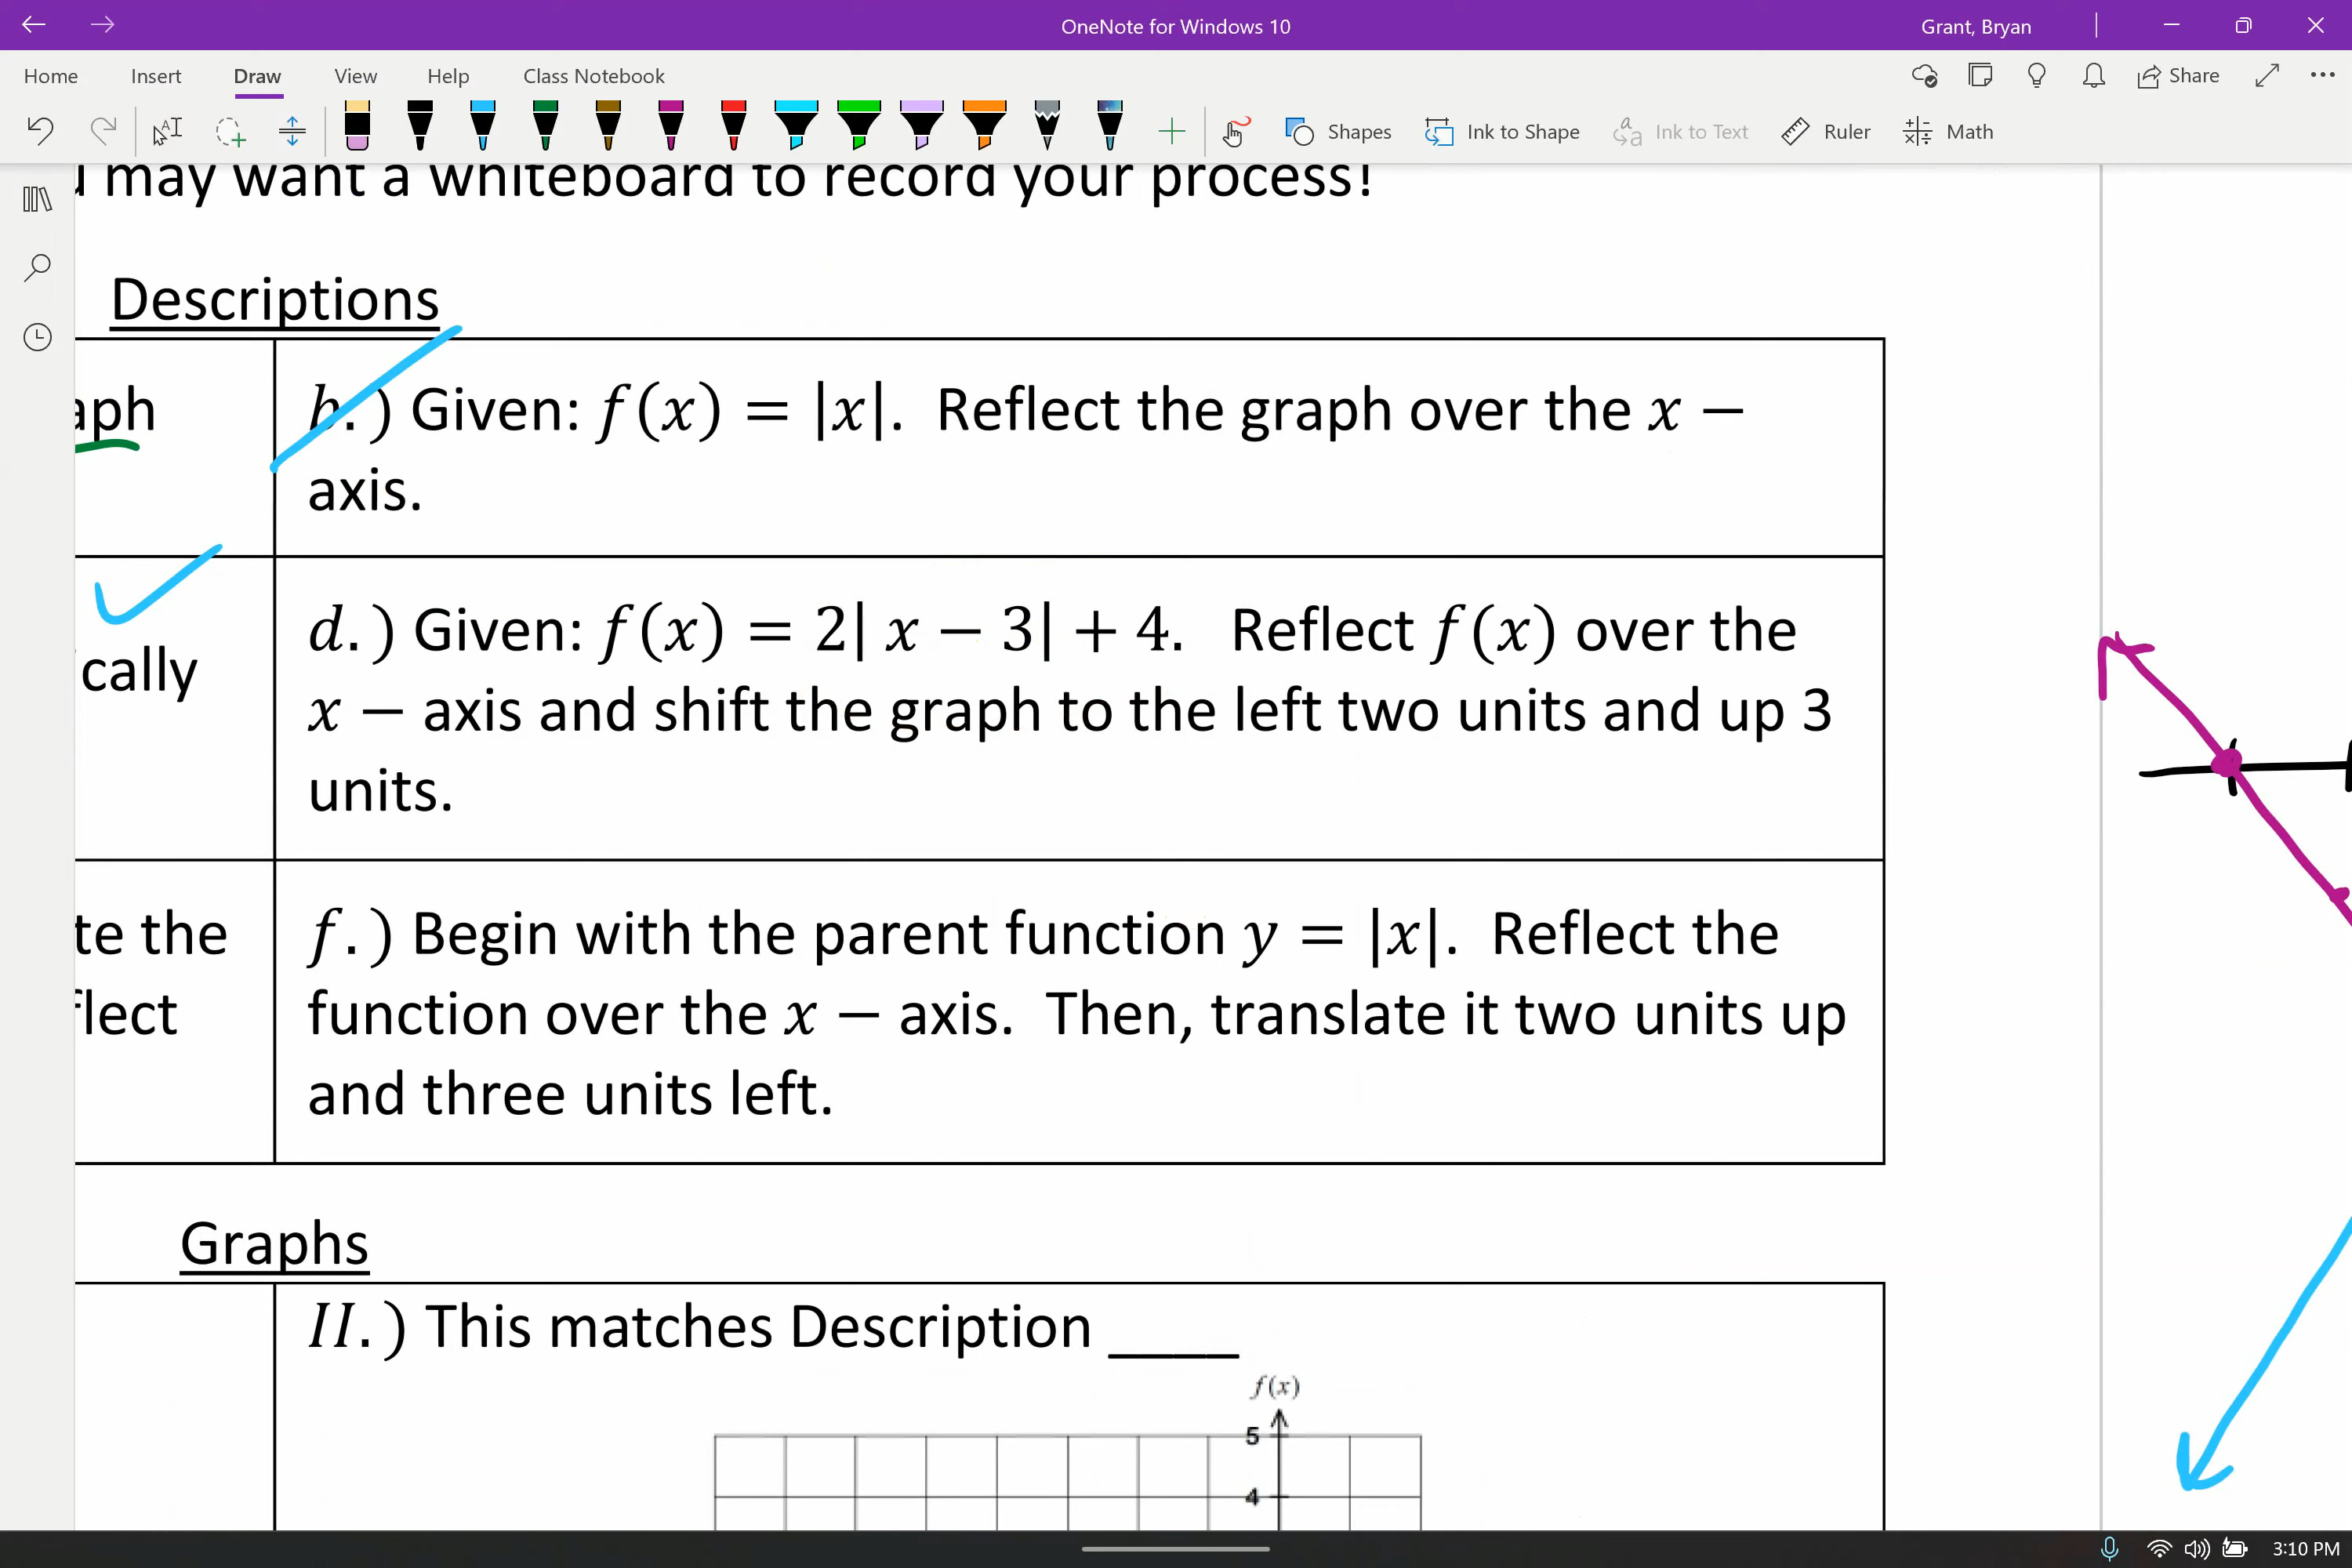 OneNote for Windows 10
Grant, Bryan
Home Insert Draw View Help Class Notebook
Share
Shapes Ink to Shape Ink to Text Ruler Math
may want a whiteboard to record your process!
Descriptions
aph
b.) Given: f(x) = |x|. Reflect the graph over the x –
axis.
cally
d.) Given: f(x) = 2| x – 3| + 4. Reflect f(x) over the
x – axis and shift the graph to the left two units and up 3
units.
te the
flect
f.) Begin with the parent function y = |x|. Reflect the
function over the x – axis. Then, translate it two units up
and three units left.
Graphs
II.) This matches Description ____
f(x)
5
4
3:10 PM